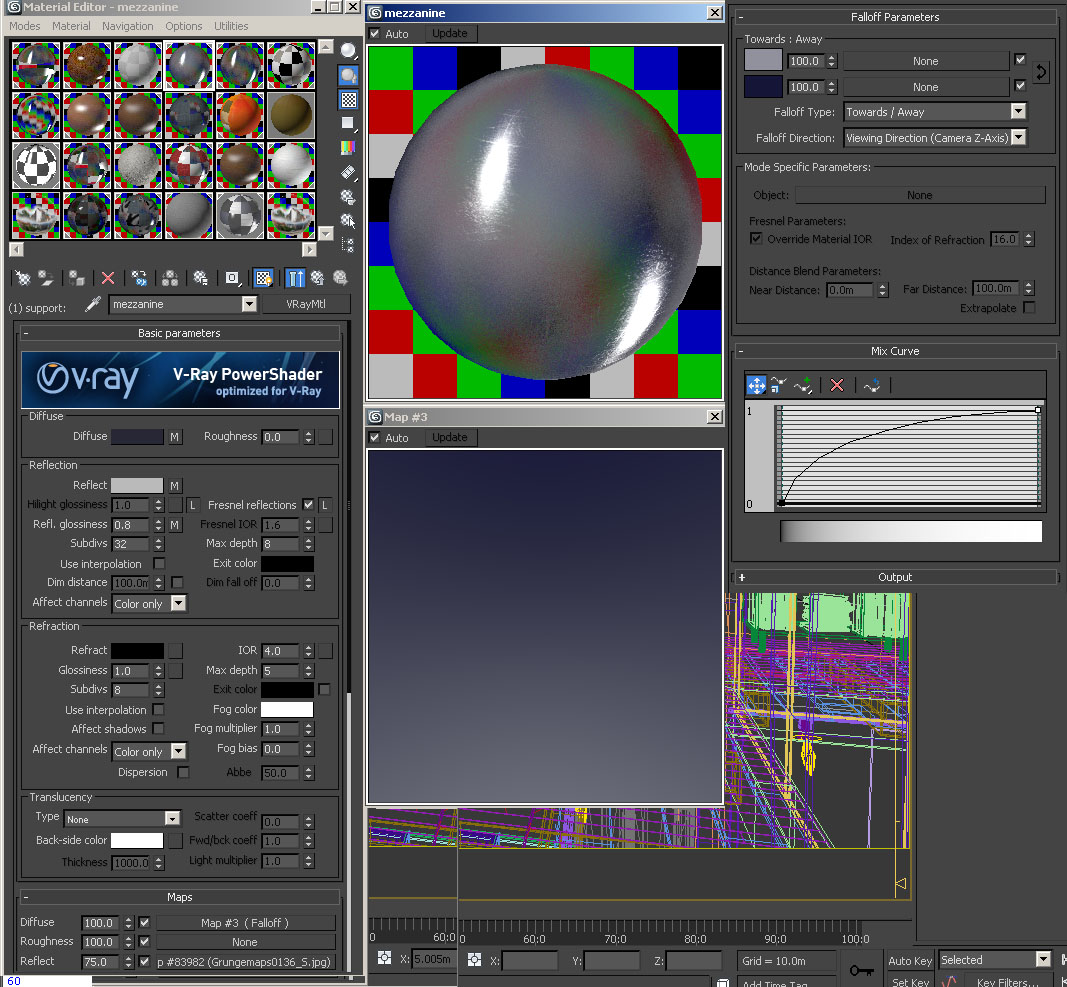 Material Editor - mezzanine
Modes Material Navigation Options Utilities
(1) support: mezzanine VRayMtl
- Basic parameters
v·ray V-Ray PowerShader
optimized for V-Ray
Diffuse
Diffuse M Roughness 0.0
Reflection
Reflect M
Hilight glossiness 1.0 L Fresnel reflections L
Refl. glossiness 0.8 M Fresnel IOR 1.6
Subdivs 32 Max depth 8
Use interpolation Exit color
Dim distance 100.0m Dim fall off 0.0
Affect channels Color only
Refraction
Refract IOR 4.0
Glossiness 1.0 Max depth 5
Subdivs 8 Exit color
Use interpolation Fog color
Affect shadows Fog multiplier 1.0
Affect channels Color only Fog bias 0.0
Dispersion Abbe 50.0
Translucency
Type None Scatter coeff 0.0
Back-side color Fwd/bck coeff 1.0
Thickness 1000.0 Light multiplier 1.0
- Maps
Diffuse 100.0 Map #3 ( Falloff )
Roughness 100.0 None
Reflect 75.0 p #83982 (Grungemaps0136_S.jpg)
60
mezzanine
Auto Update
Map #3
Auto Update
- Falloff Parameters
Towards : Away
100.0 None
100.0 None
Falloff Type: Towards / Away
Falloff Direction: Viewing Direction (Camera Z-Axis)
Mode Specific Parameters:
Object: None
Fresnel Parameters:
Override Material IOR Index of Refraction 16.0
Distance Blend Parameters:
Near Distance: 0.0m Far Distance: 100.0m
Extrapolate
- Mix Curve
1
0
+ Output
0 60:0 0 60:0 70:0 80:0 90:0 100:0
X: 5.005m X: Y: Z: Grid = 10.0m Auto Key Selected
Add Time Tag Set Key Key Filters...